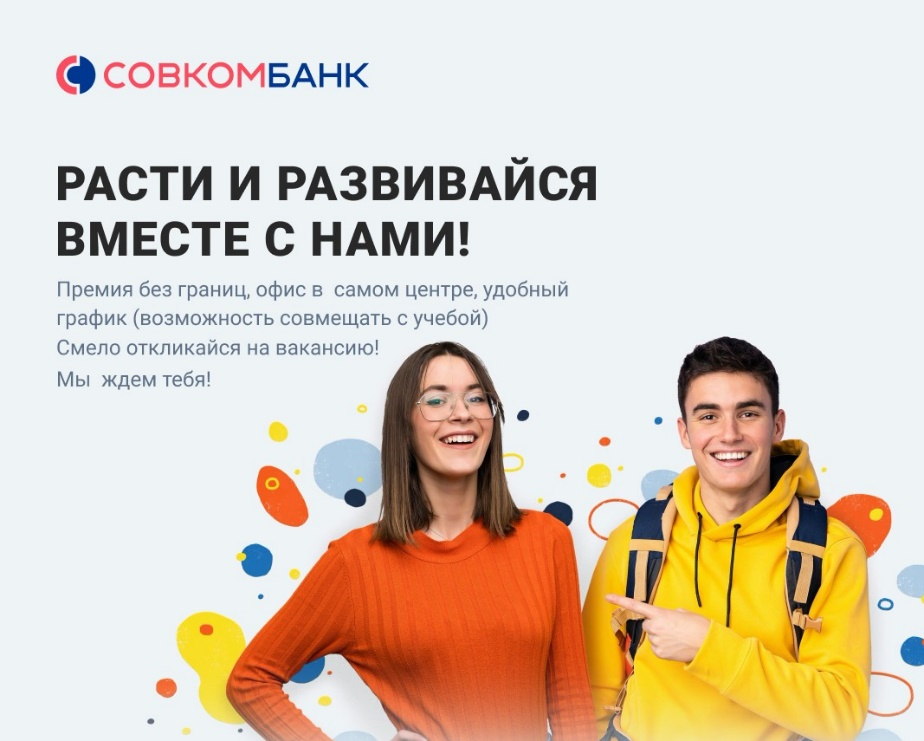 СОВКОМБАНК
РАСТИ И РАЗВИВАЙСЯ
ВМЕСТЕ С НАМИ!
Премия без границ, офис в самом центре, удобный
график (возможность совмещать с учебой)
Смело откликайся на вакансию!
Мы ждем тебя!